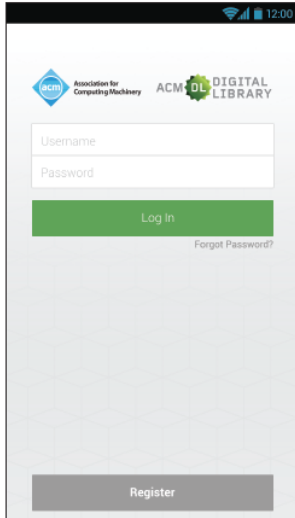 12:00
acm
Association for
Computing Machinery
ACM DL DIGITAL
LIBRARY
Username
Password
Log In
Forgot Password?
Register